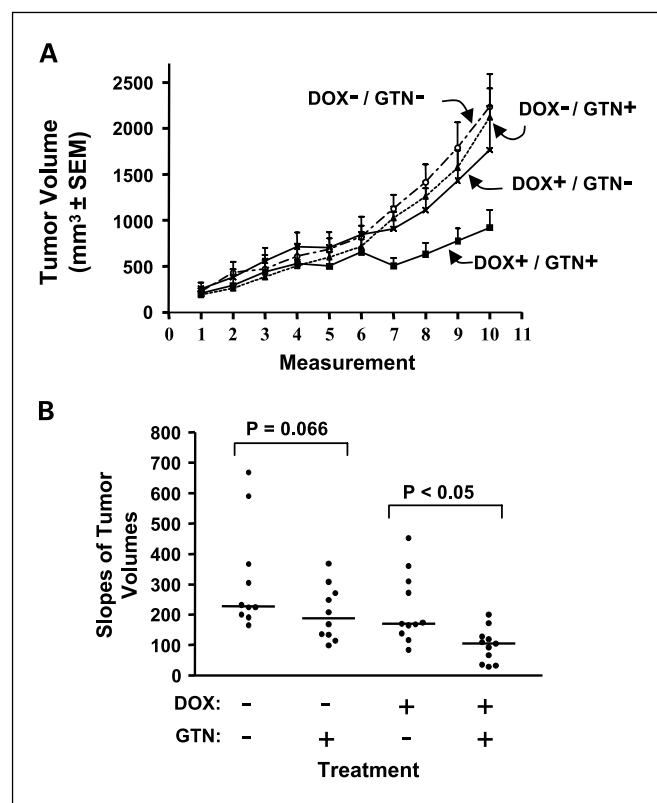 A
Tumor Volume
(mm³ ± SEM)
2500
2000
1500
1000
500
0
DOX- / GTN-
DOX- / GTN+
DOX+ / GTN-
DOX+ / GTN+
0 1 2 3 4 5 6 7 8 9 10 11
Measurement
B
Slopes of Tumor
Volumes
800
700
600
500
400
300
200
100
0
P = 0.066
P < 0.05
DOX: - - + +
GTN: - + - +
Treatment